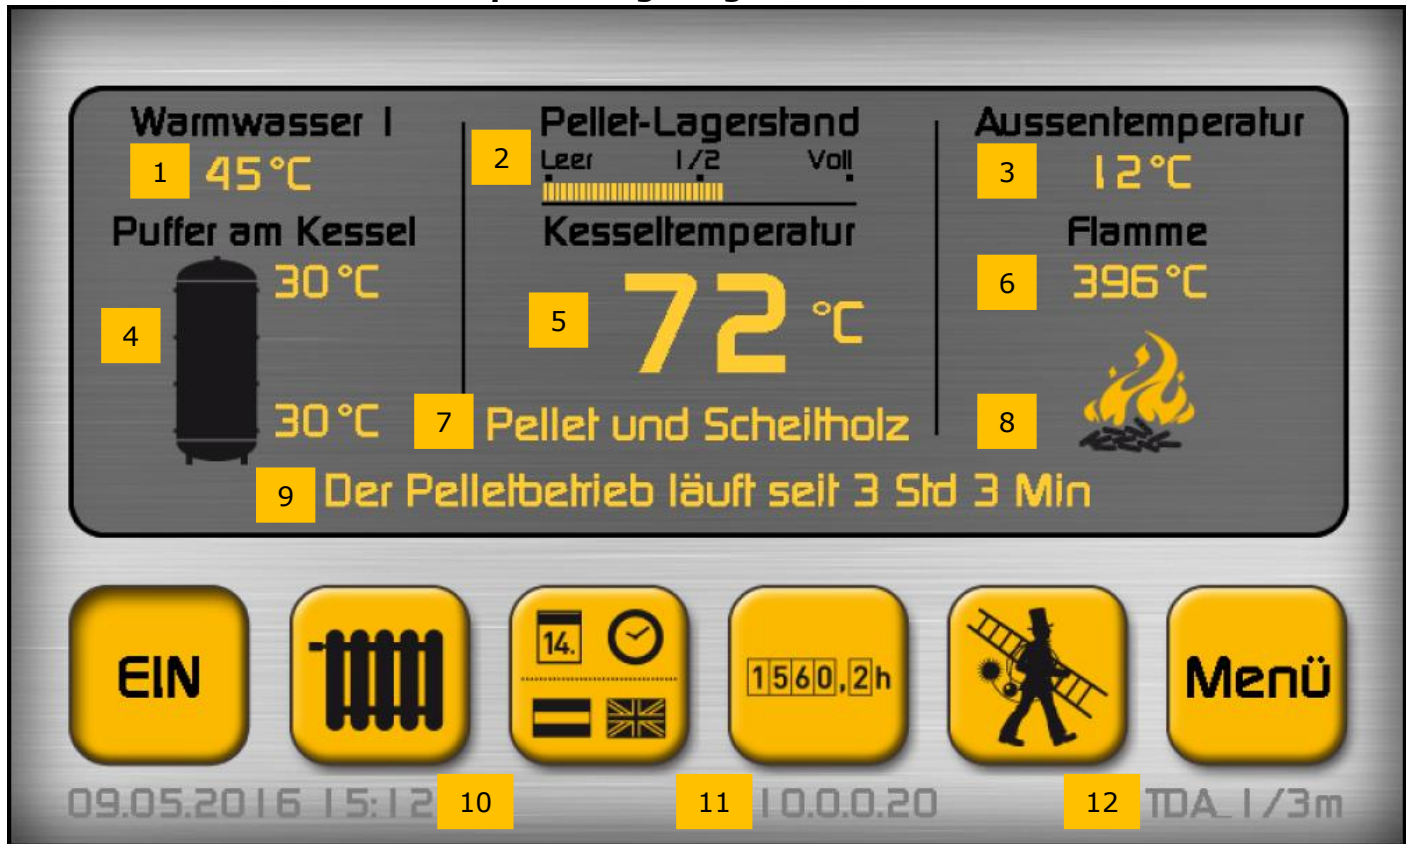 Warmwasser 1
1 45°C
Puffer am Kessel
30°C
4
30°C
Pellet-Lagerstand
2 Leer 1/2 Voll
Kesseltemperatur
5 72 °C
Aussentemperatur
3 12°C
Flamme
6 396°C
8
7 Pellet und Scheitholz
9 Der Pelletbetrieb läuft seit 3 Std 3 Min
EIN
14.
1560,2h
Menü
09.05.2016 15:12 10
11 10.0.0.20
12 TDA_1/3m